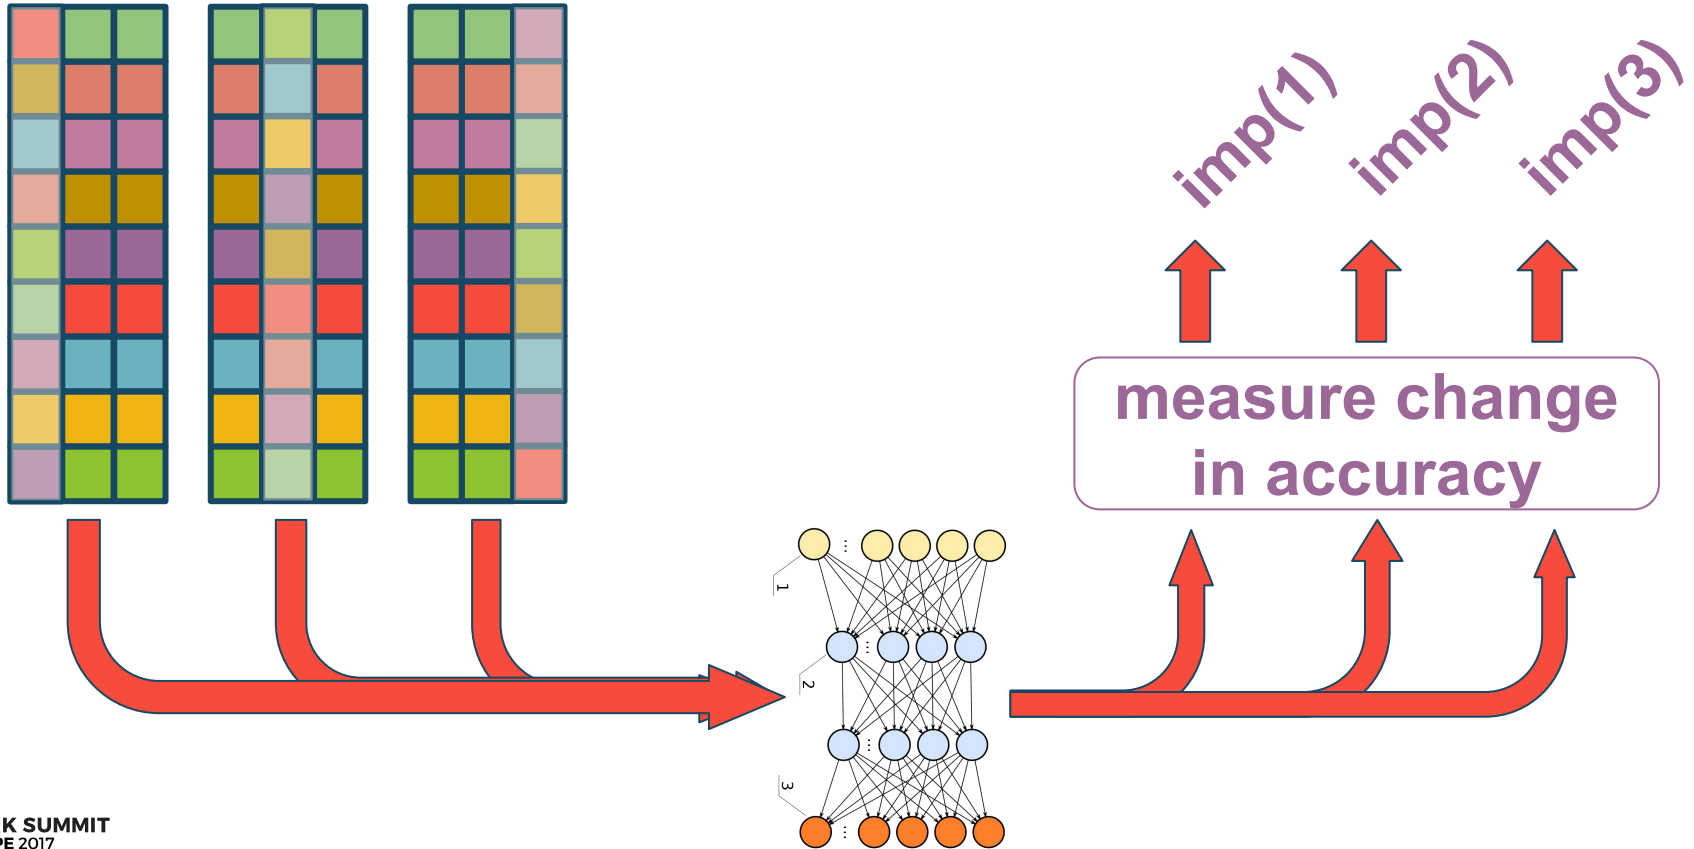 imp(1)
imp(2)
imp(3)
measure change
in accuracy
1
2
3
K SUMMIT
PE 2017